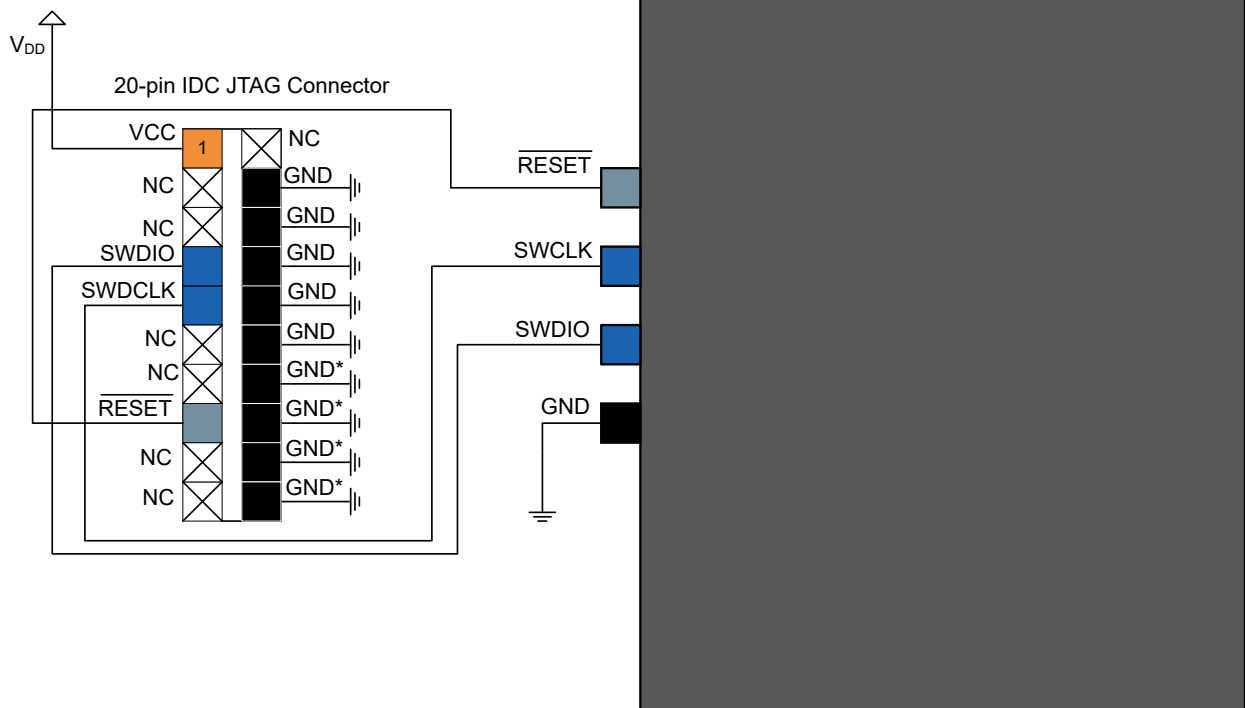 V_DD
20-pin IDC JTAG Connector
VCC 1 NC
NC GND
NC GND
SWDIO GND
SWDCLK GND
NC GND
NC GND*
RESET GND*
NC GND*
NC GND*
RESET
SWCLK
SWDIO
GND